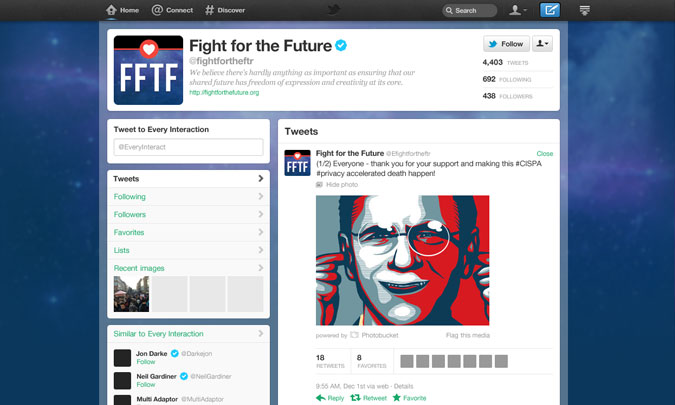 Home
Connect
Discover
Search
FFTF
Fight for the Future
@fightfortheftr
We believe there's hardly anything as important as ensuring that our
shared future has freedom of expression and creativity at its core.
http://fightforthefuture.org
Follow
4,403 TWEETS
692 FOLLOWING
438 FOLLOWERS
Tweet to Every Interaction
@EveryInteract
Tweets
Following
Followers
Favorites
Lists
Recent images
Similar to Every Interaction
Jon Darke @Darkejon
Follow
Neil Gardiner @NeilGardiner
Follow
Multi Adaptor @MultiAdaptor
Tweets
FFTF
Fight for the Future @Efightfortheftr
Close
(1/2) Everyone - thank you for your support and making this #CISPA
#privacy accelerated death happen!
Hide photo
powered by Photobucket
Flag this media
18
RETWEETS
8
FAVORITES
9:55 AM. Dec 1st via web · Details
Reply Retweet Favorite